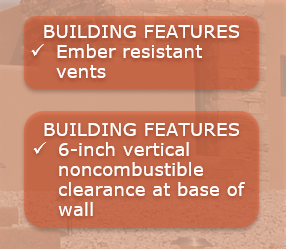 BUILDING FEATURES
✓ Ember resistant
vents
BUILDING FEATURES
✓ 6-inch vertical
noncombustible
clearance at base of
wall